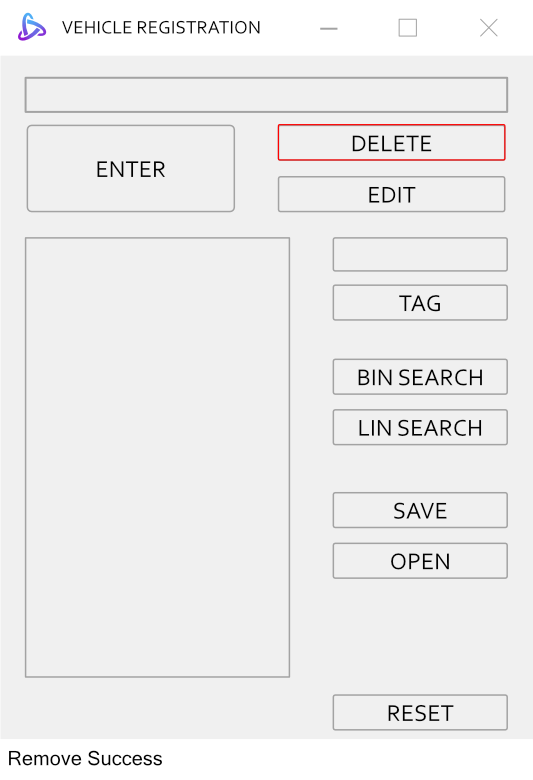 VEHICLE REGISTRATION
ENTER
DELETE
EDIT
TAG
BIN SEARCH
LIN SEARCH
SAVE
OPEN
RESET
Remove Success